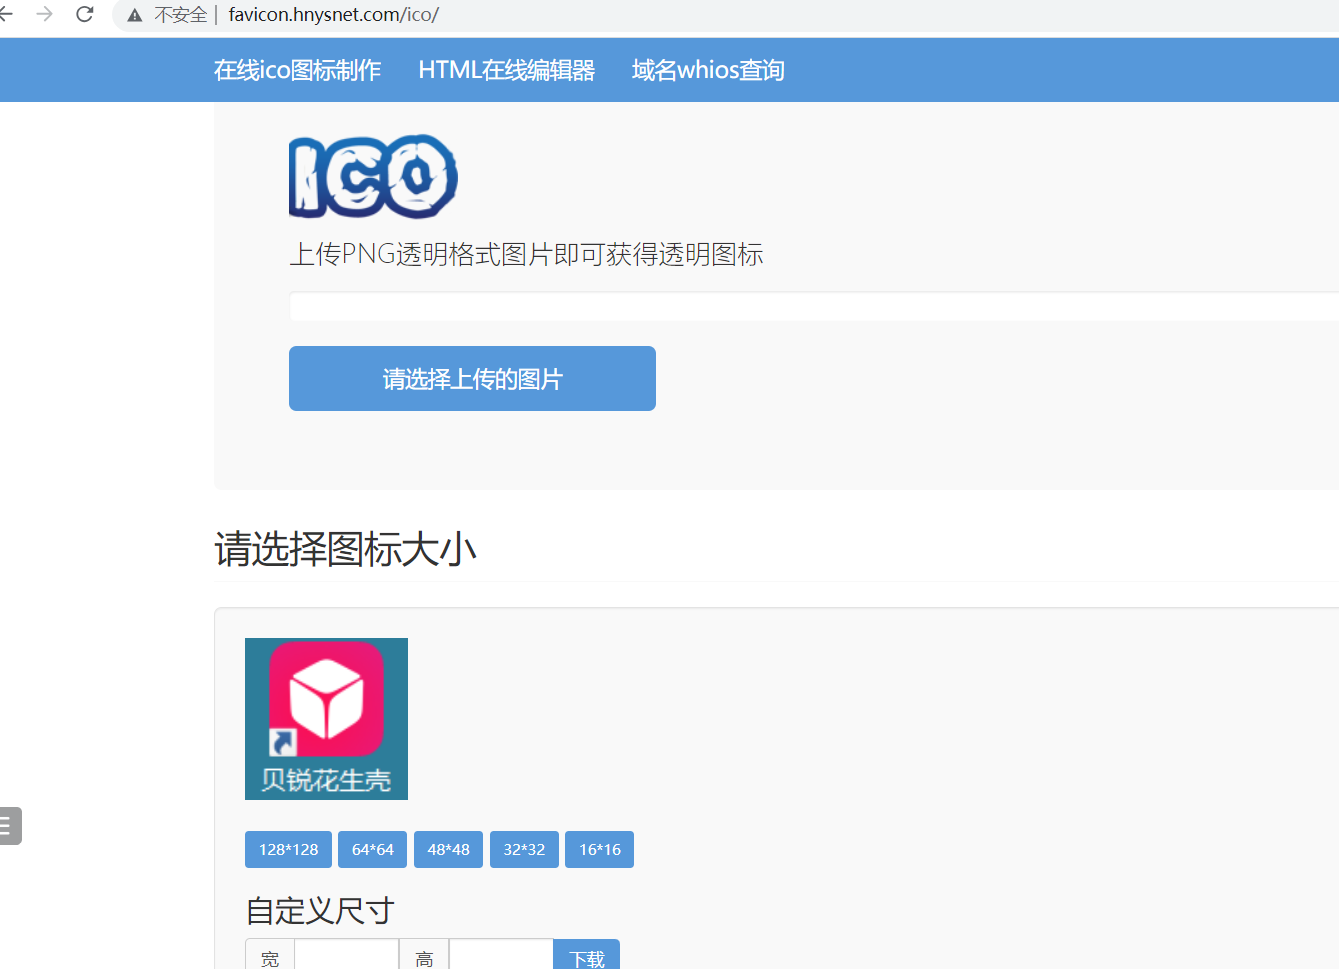 不安全 favicon.hnysnet.com/ico/
在线ico图标制作 HTML在线编辑器 域名whios查询
ICO
上传PNG透明格式图片即可获得透明图标
请选择上传的图片
请选择图标大小
贝锐花生壳
128*128 64*64 48*48 32*32 16*16
自定义尺寸
宽 高 下载